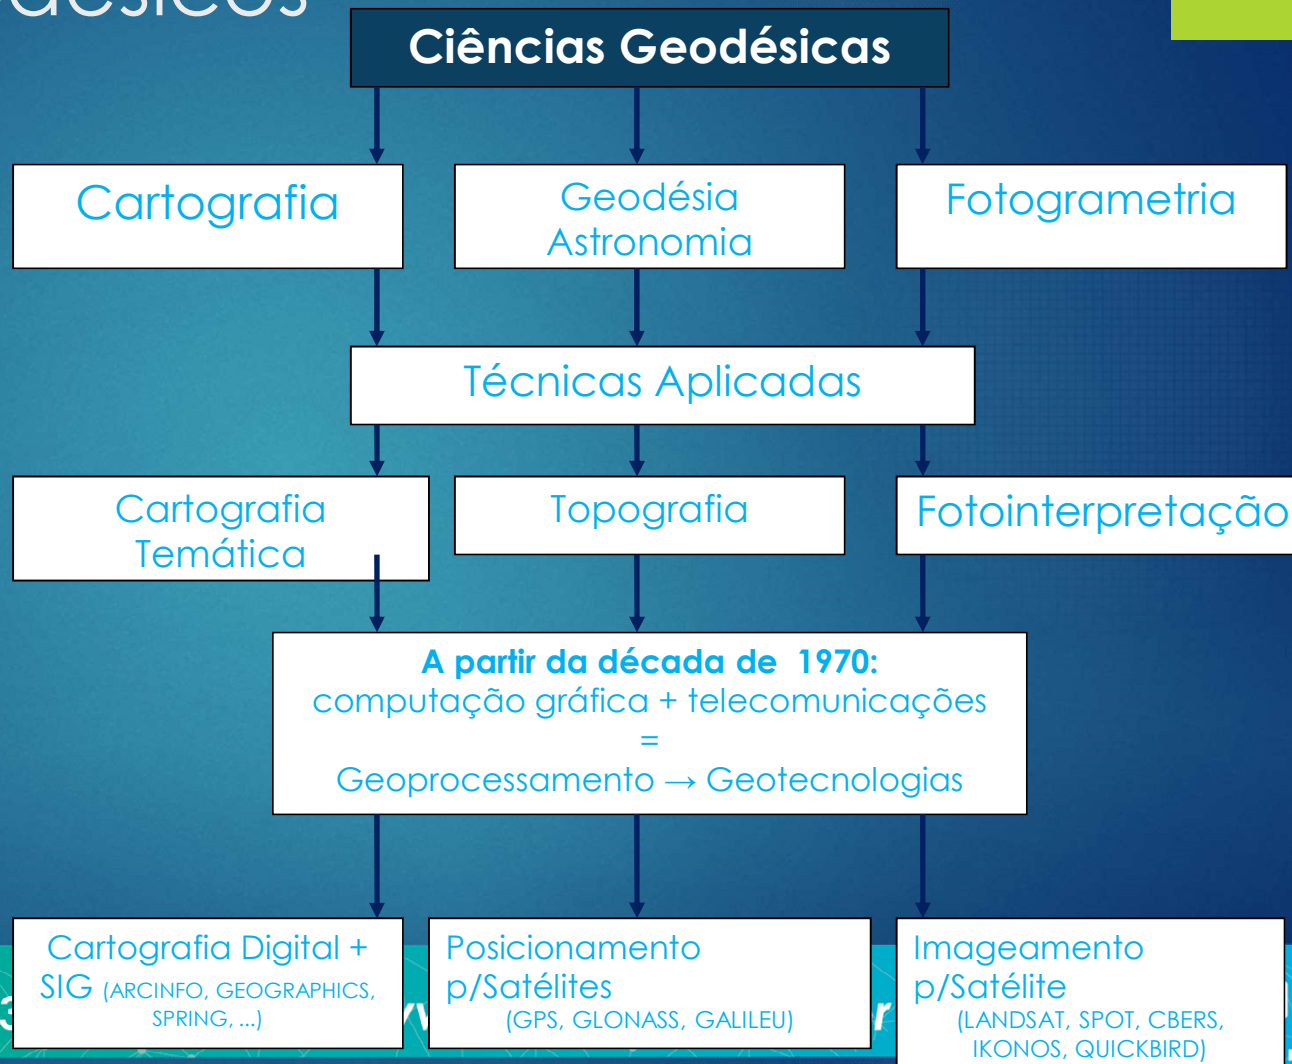 Ciências Geodésicas
Cartografia
Geodésia
Astronomia
Fotogrametria
Técnicas Aplicadas
Cartografia
Temática
Topografia
Fotointerpretação
A partir da década de 1970:
computação gráfica + telecomunicações
=
Geoprocessamento → Geotecnologias
Cartografia Digital +
SIG (ARCINFO, GEOGRAPHICS,
SPRING, ...)
Posicionamento
p/Satélites
(GPS, GLONASS, GALILEU)
Imageamento
p/Satélite
(LANDSAT, SPOT, CBERS,
IKONOS, QUICKBIRD)